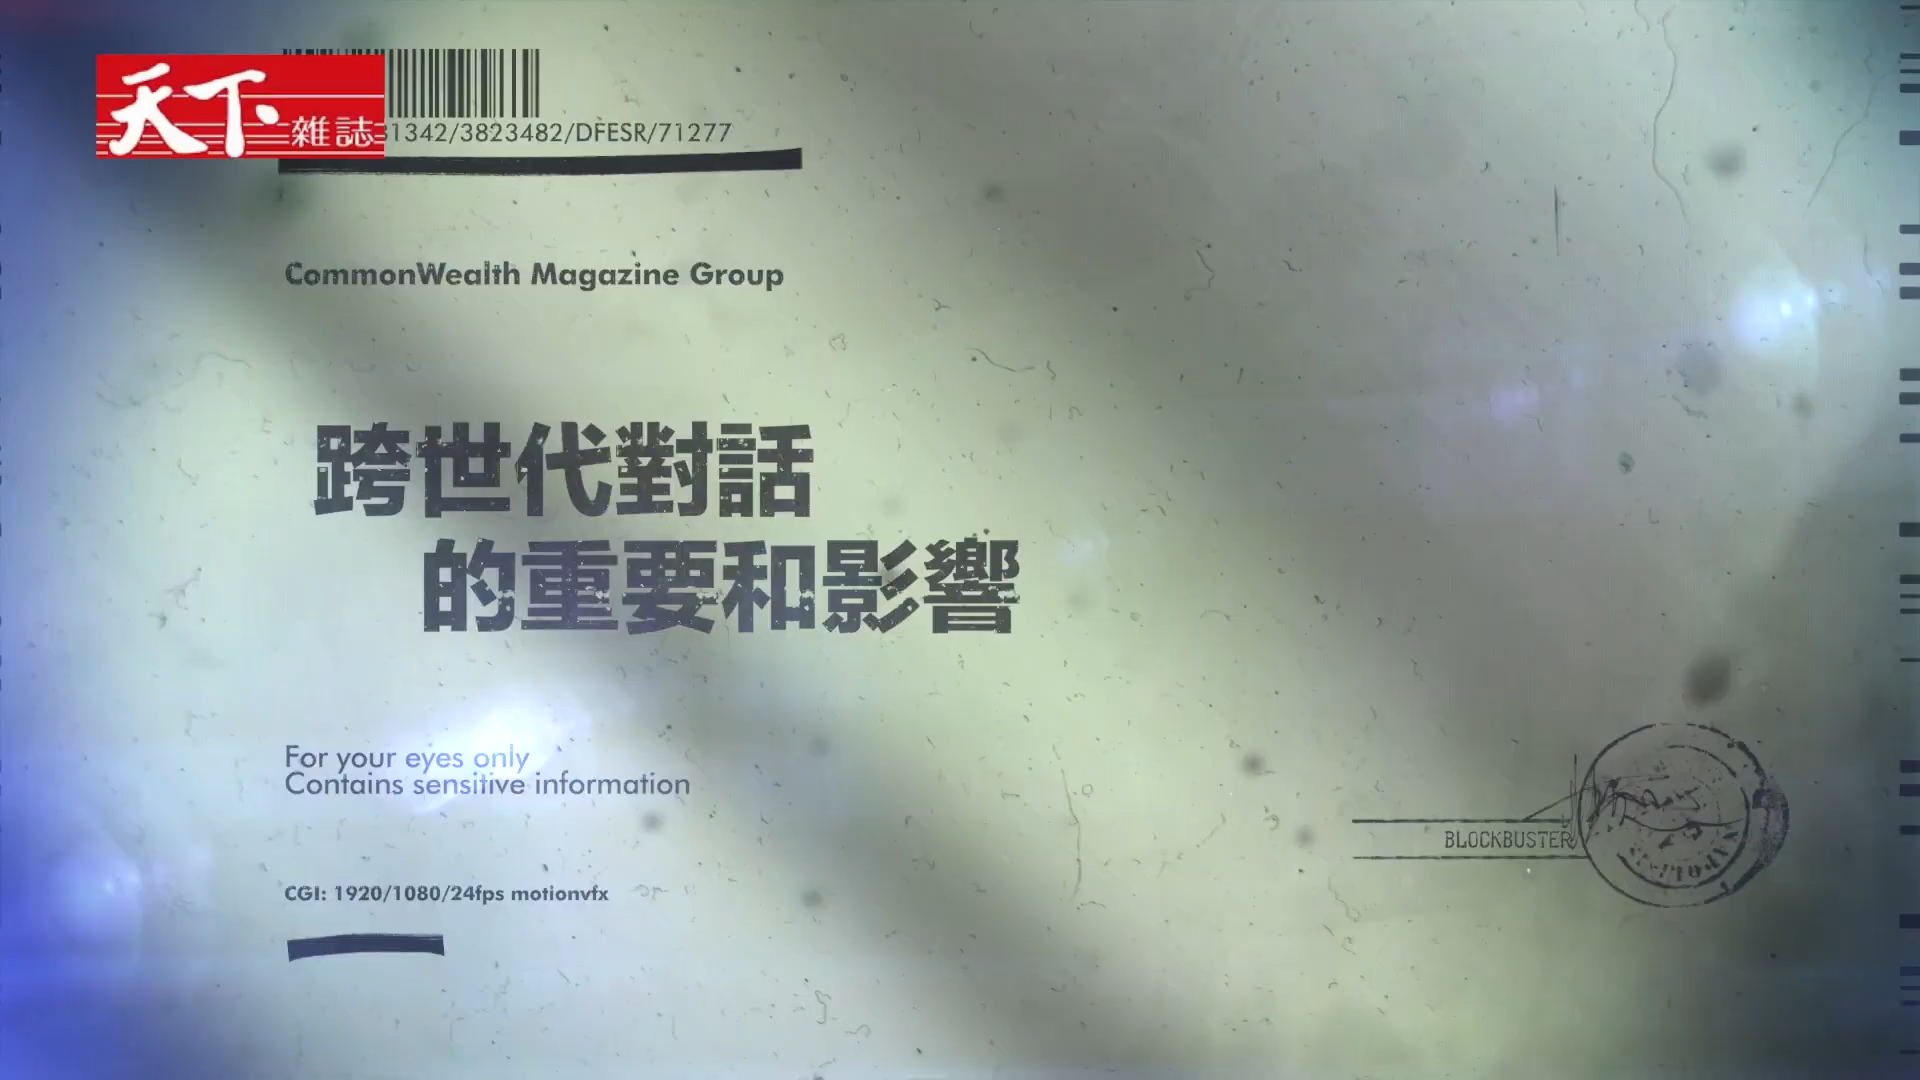 天下雜誌
31342/3823482/DFESR/71277
CommonWealth Magazine Group
跨世代對話
的重要和影響
For your eyes only
Contains sensitive information
BLOCKBUSTER
CGI: 1920/1080/24fps motionvfx